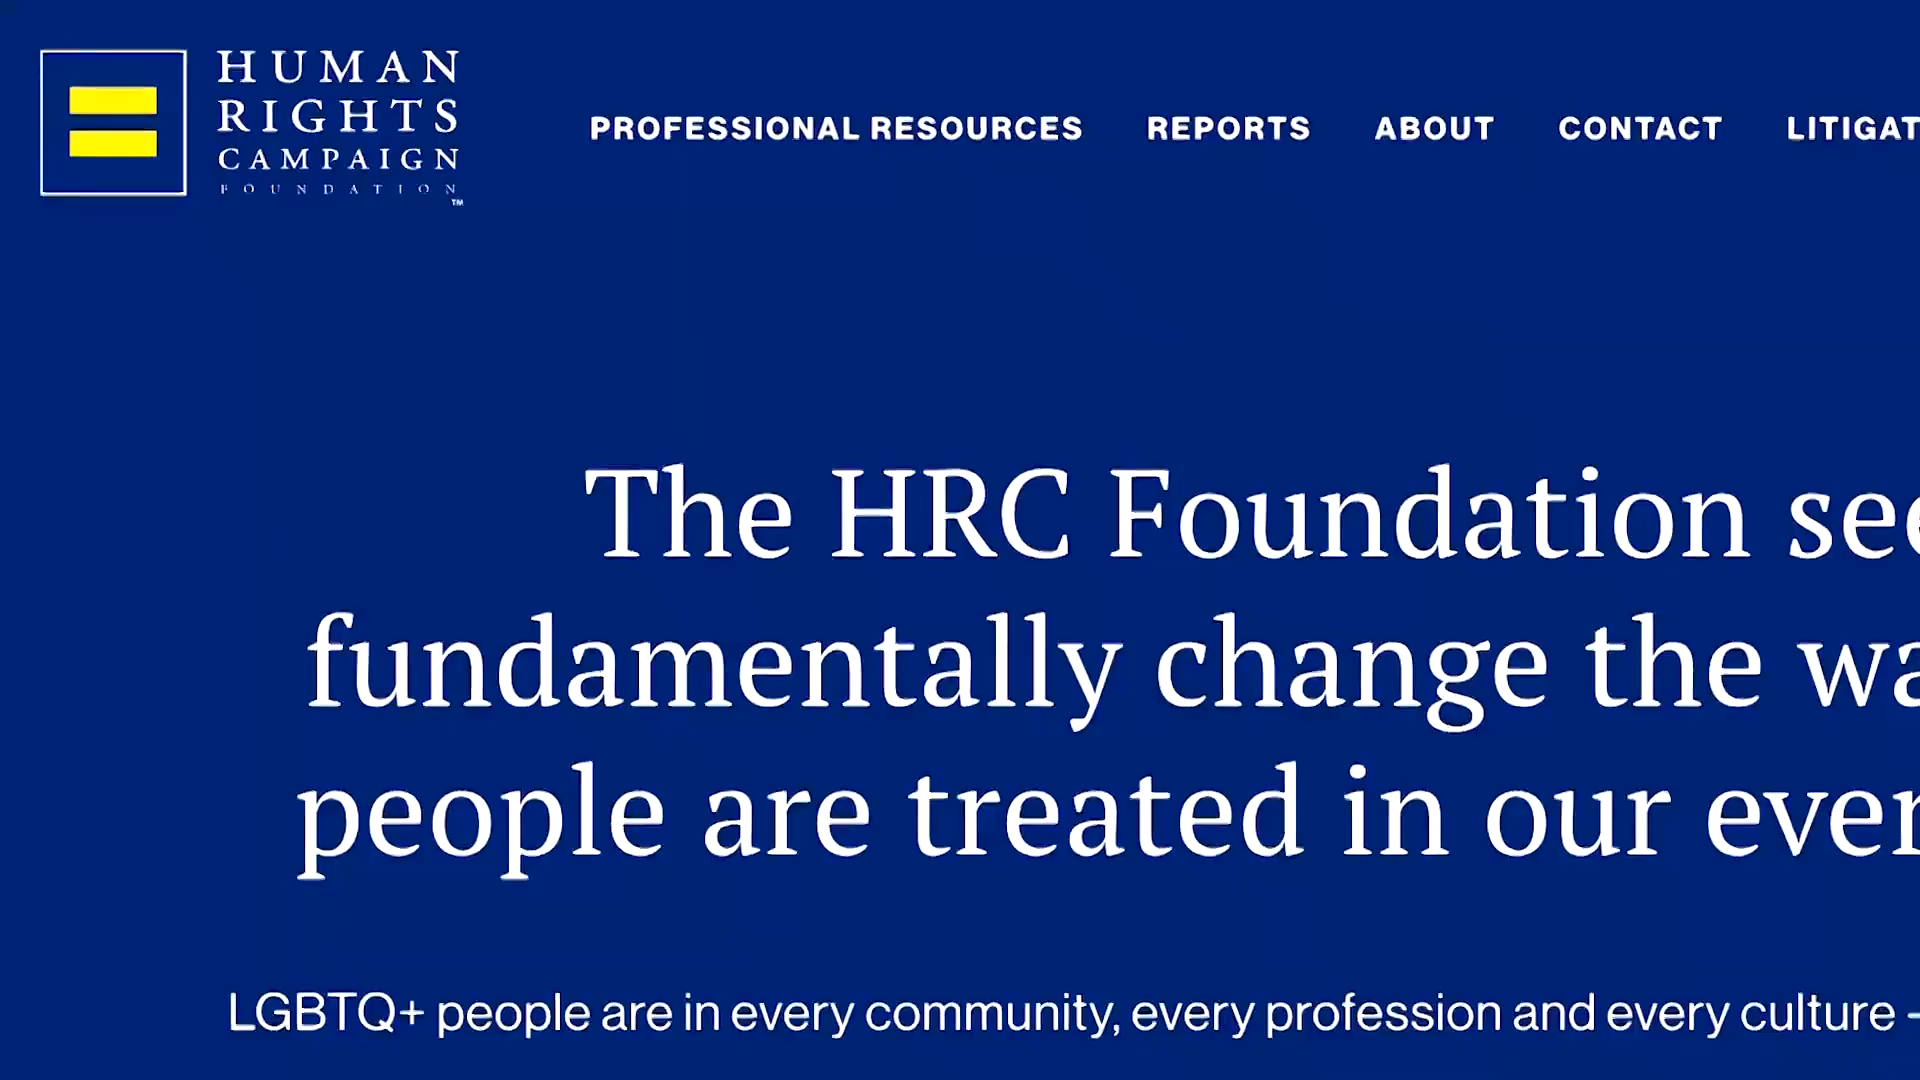 HUMAN
RIGHTS
CAMPAIGN
FOUNDATION
™
PROFESSIONAL RESOURCES REPORTS ABOUT CONTACT
The HRC Foundation
fundamentally change the
people are treated in our
LGBTQ+ people are in every community, every profession and every culture